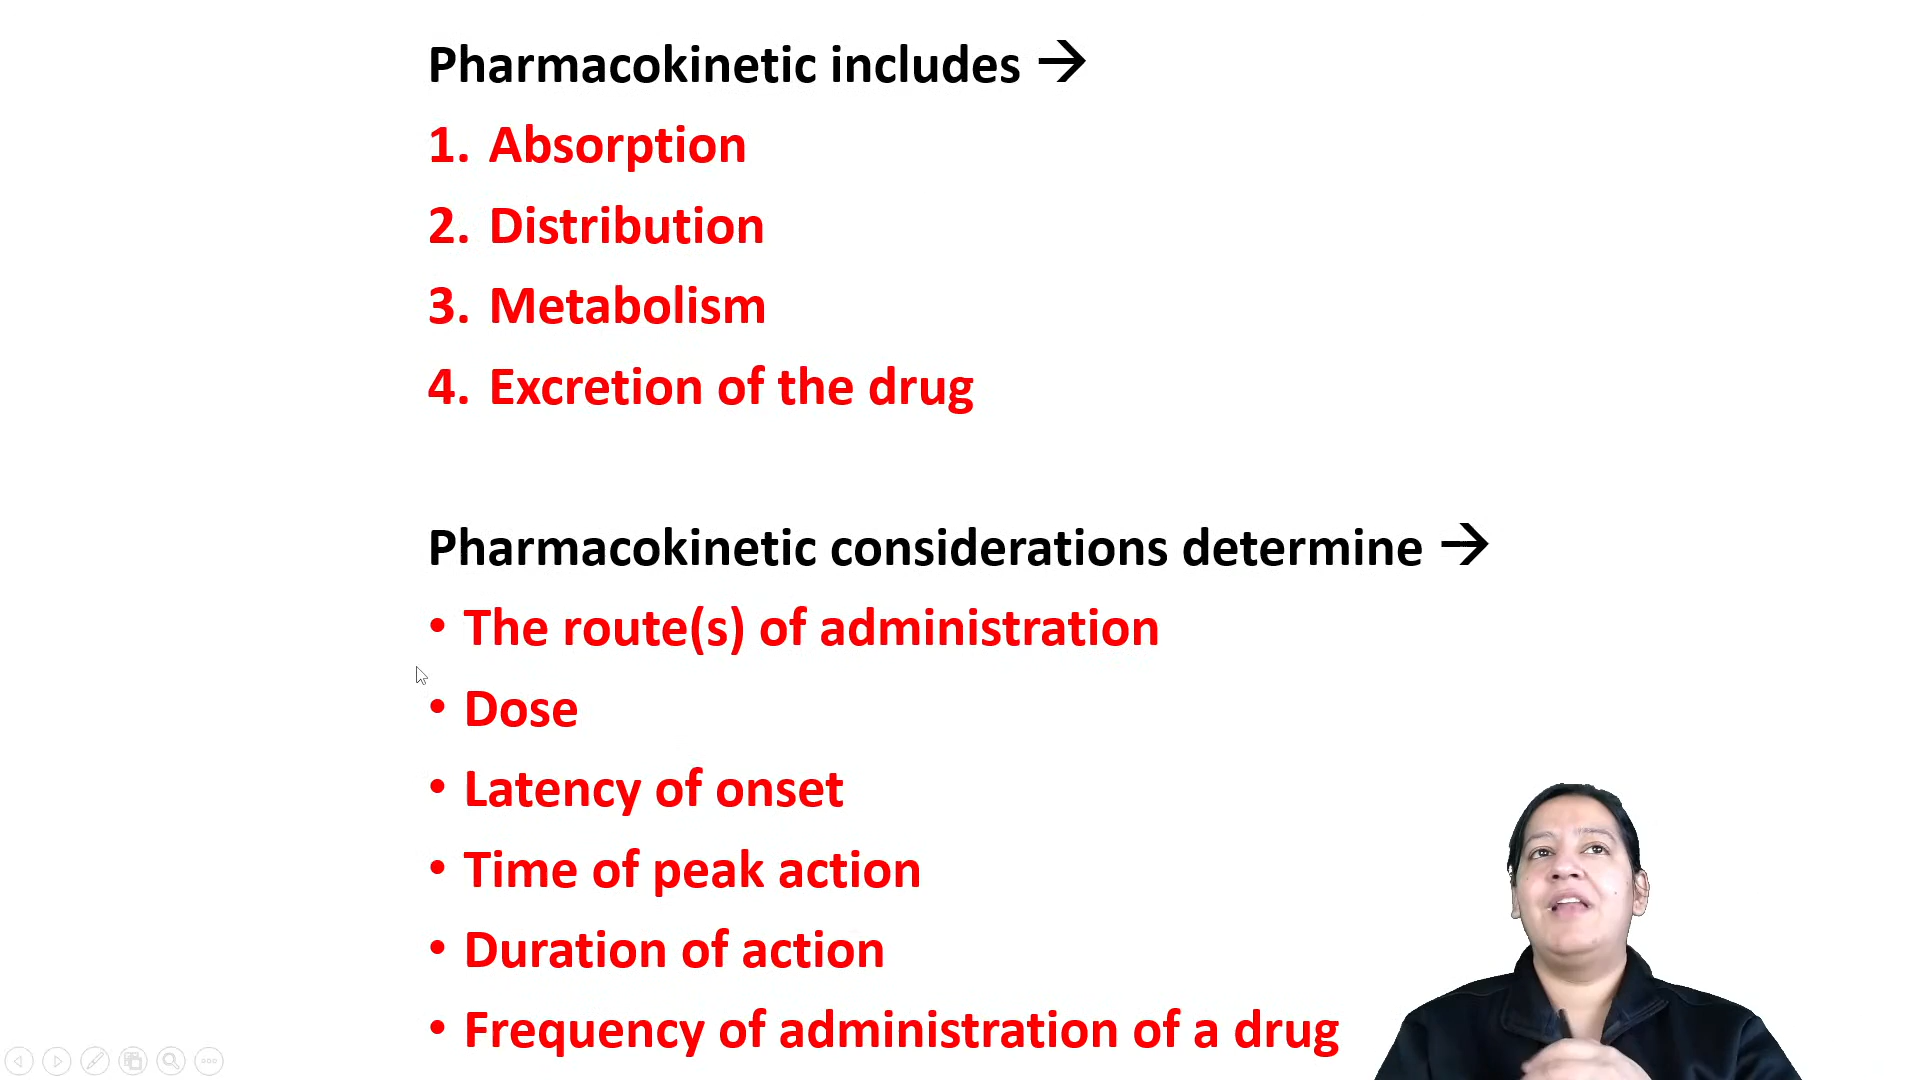 Pharmacokinetic includes →
1. Absorption
2. Distribution
3. Metabolism
4. Excretion of the drug
Pharmacokinetic considerations determine →
• The route(s) of administration
• Dose
• Latency of onset
• Time of peak action
• Duration of action
• Frequency of administration of a drug